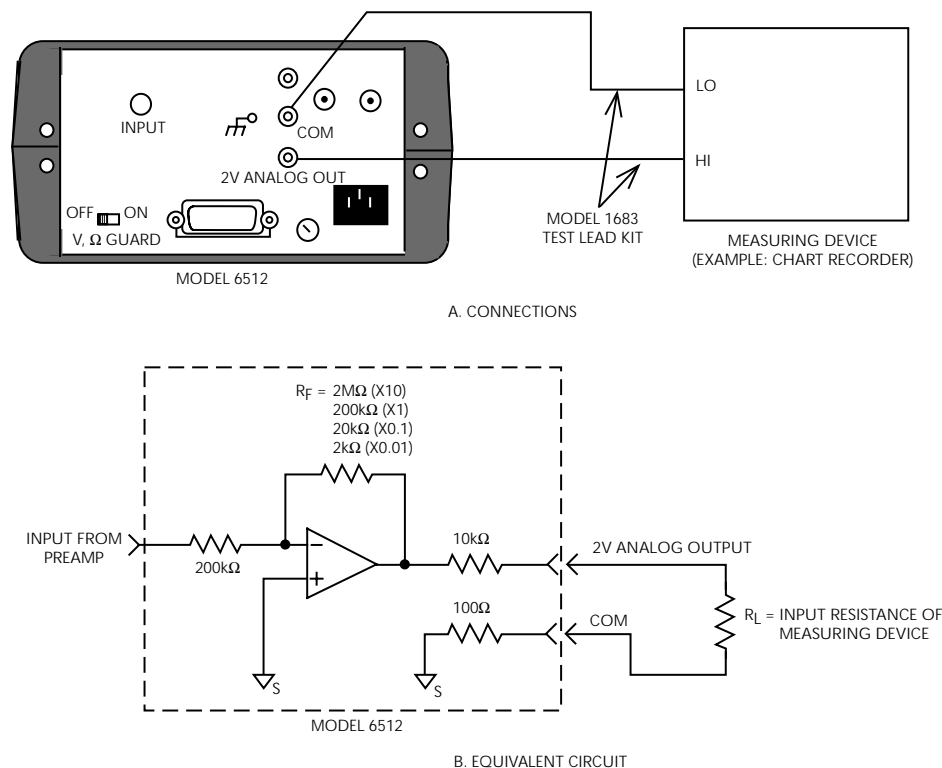 INPUT
COM
2V ANALOG OUT
OFF ON
V, Ω GUARD
MODEL 6512
LO
HI
MODEL 1683
TEST LEAD KIT
MEASURING DEVICE
(EXAMPLE: CHART RECORDER)
A. CONNECTIONS
RF = 2MΩ (X10)
200kΩ (X1)
20kΩ (X0.1)
2kΩ (X0.01)
INPUT FROM
PREAMP
200kΩ
–
+
S
10kΩ
2V ANALOG OUTPUT
100Ω
COM
S
RL = INPUT RESISTANCE OF
MEASURING DEVICE
MODEL 6512
B. EQUIVALENT CIRCUIT